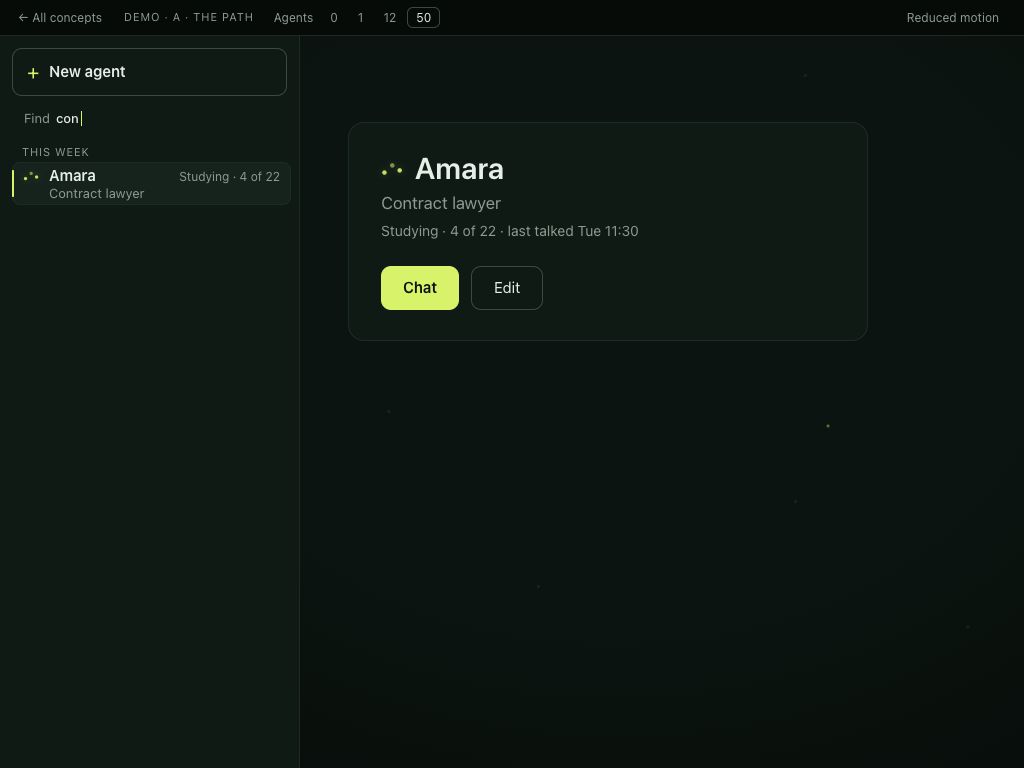 ← All concepts DEMO · A · THE PATH Agents 0 1 12 50 Reduced motion
+ New agent
Find con
THIS WEEK
Amara Studying · 4 of 22
Contract lawyer
Amara
Contract lawyer
Studying · 4 of 22 · last talked Tue 11:30
Chat Edit